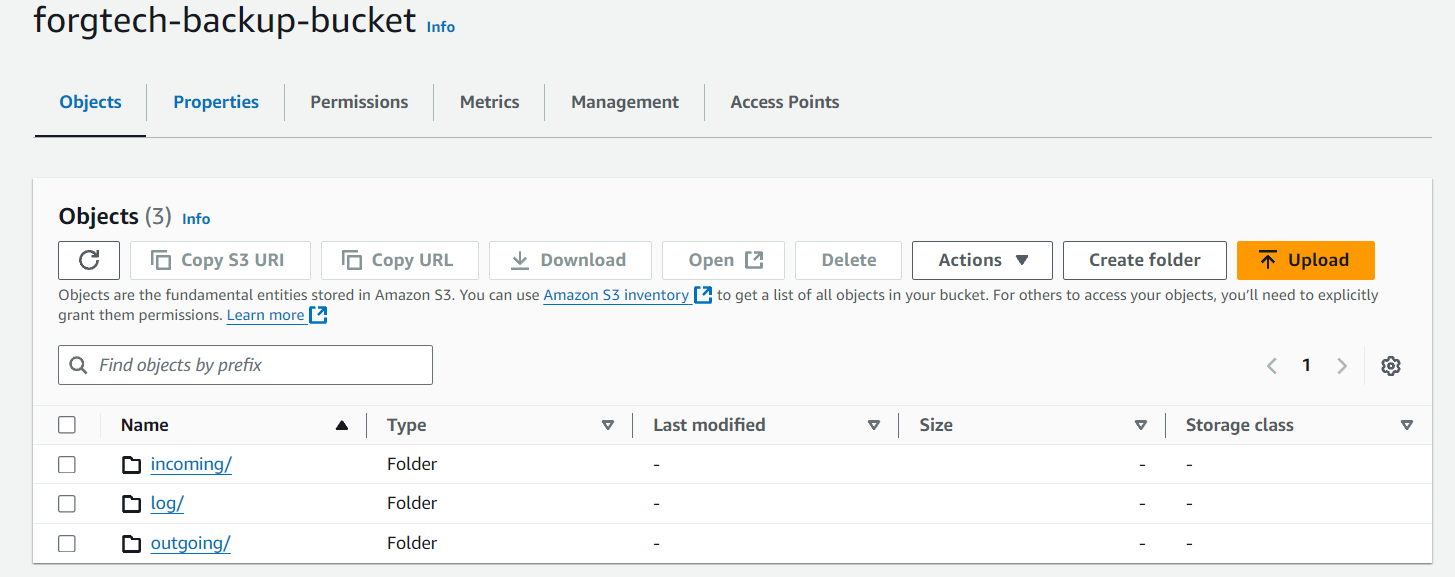 forgtech-backup-bucket Info
Objects Properties Permissions Metrics Management Access Points
Objects (3) Info
Copy S3 URI Copy URL Download Open Delete Actions Create folder Upload
Objects are the fundamental entities stored in Amazon S3. You can use Amazon S3 inventory to get a list of all objects in your bucket. For others to access your objects, you’ll need to explicitly
grant them permissions. Learn more
Find objects by prefix 1
Name Type Last modified Size Storage class
incoming/ Folder - - -
log/ Folder - - -
outgoing/ Folder - - -